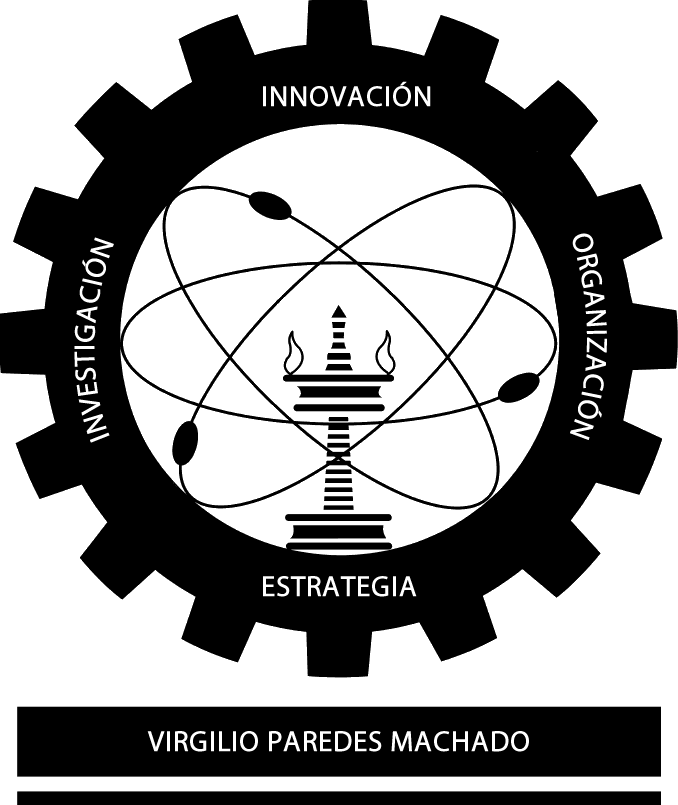 INNOVACIÓN
INVESTIGACIÓN
ORGANIZACIÓN
ESTRATEGIA
VIRGILIO PAREDES MACHADO